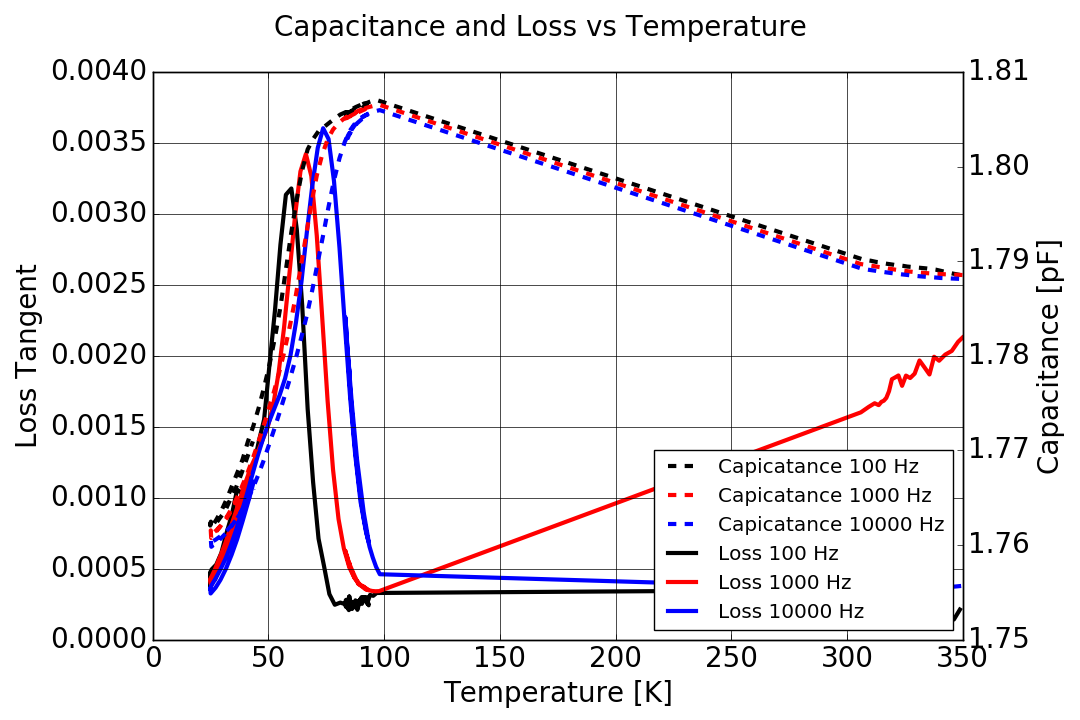 Capacitance and Loss vs Temperature
0.0040
0.0035
0.0030
0.0025
0.0020
0.0015
0.0010
0.0005
0.0000
Loss Tangent
1.81
1.80
1.79
1.78
1.77
1.76
1.75
Capacitance [pF]
Capicatance 100 Hz
Capicatance 1000 Hz
Capicatance 10000 Hz
Loss 100 Hz
Loss 1000 Hz
Loss 10000 Hz
0 50 100 150 200 250 300 350
Temperature [K]